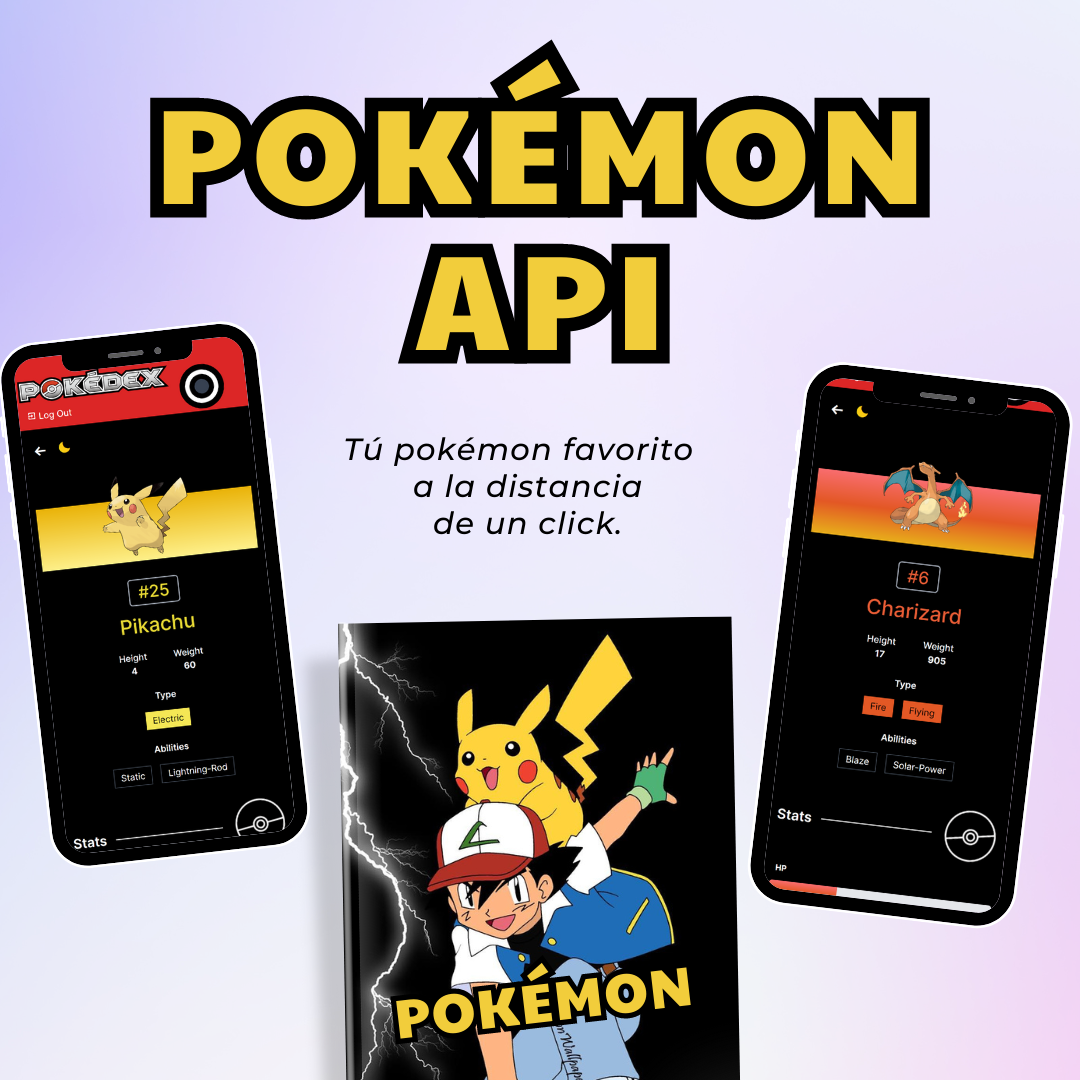 POKÉMON
API
Tú pokémon favorito
a la distancia
de un click.
POKÉDEX
Log Out
#25
Pikachu
Height Weight
4 60
Type
Electric
Abilities
Static Lightning-Rod
Stats
#6
Charizard
Height Weight
17 905
Type
Fire Flying
Abilities
Blaze Solar-Power
Stats
HP
POKÉMON